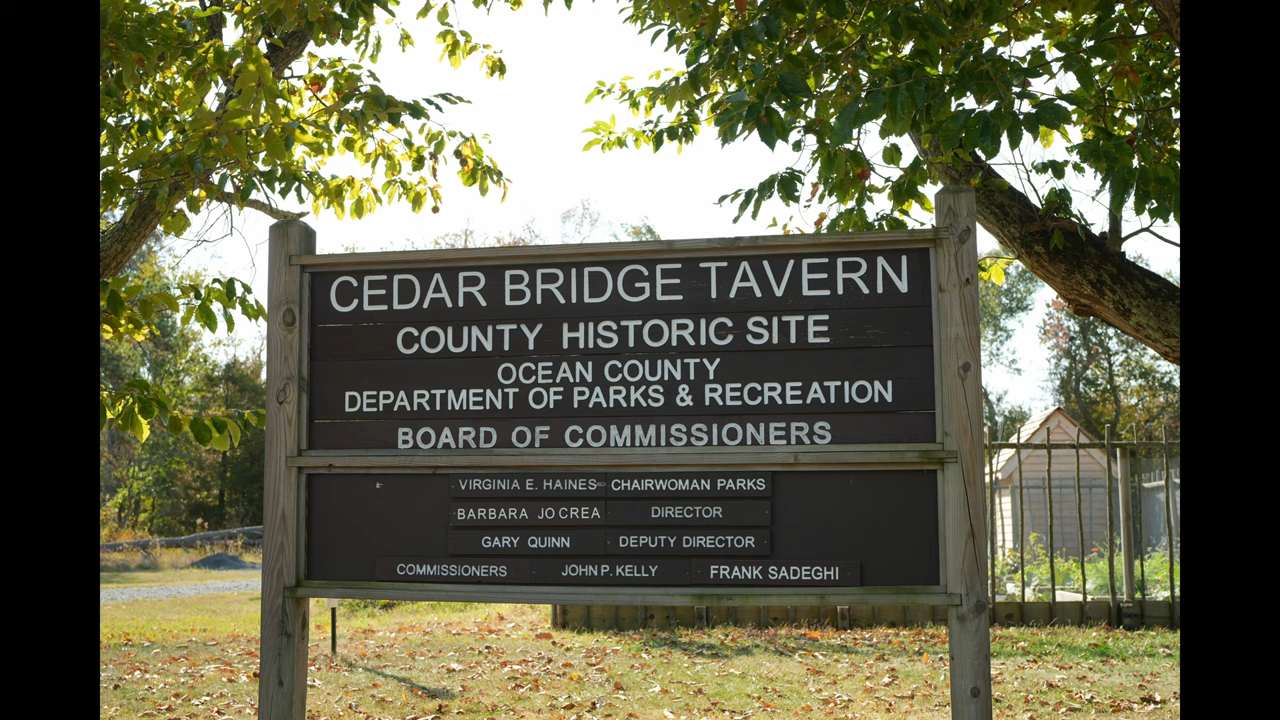 CEDAR BRIDGE TAVERN
COUNTY HISTORIC SITE
OCEAN COUNTY
DEPARTMENT OF PARKS & RECREATION
BOARD OF COMMISSIONERS
VIRGINIA E. HAINES CHAIRWOMAN PARKS
BARBARA JO CREA DIRECTOR
GARY QUINN DEPUTY DIRECTOR
COMMISSIONERS JOHN P. KELLY FRANK SADEGHI